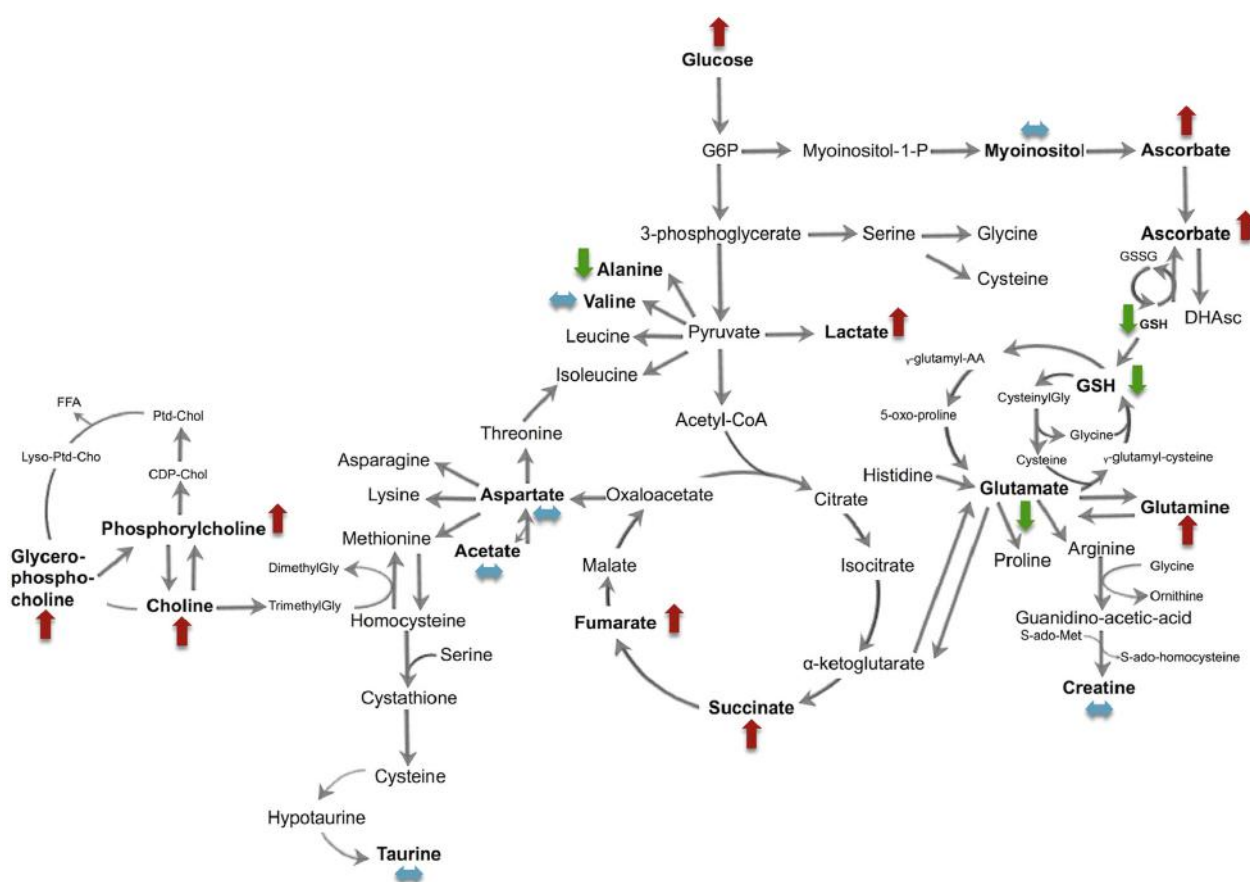 Glucose
G6P
Myoinositol-1-P
Myoinositol
Ascorbate
3-phosphoglycerate
Serine
Glycine
Ascorbate
GSSG
Alanine
Cysteine
Valine
GSH
DHAsc
Leucine
Pyruvate
Lactate
γ-glutamyl-AA
Isoleucine
GSH
CysteinylGly
FFA
Ptd-Chol
Acetyl-CoA
5-oxo-proline
Threonine
Glycine
Lyso-Ptd-Cho
Asparagine
Cysteine
γ-glutamyl-cysteine
CDP-Chol
Histidine
Lysine
Aspartate
Oxaloacetate
Citrate
Glutamate
Glutamine
Phosphorylcholine
Methionine
Acetate
Arginine
Glycero-
phospho-
choline
DimethylGly
Malate
Isocitrate
Proline
Glycine
Choline
TrimethylGly
Ornithine
Homocysteine
Fumarate
Guanidino-acetic-acid
S-ado-Met
Serine
α-ketoglutarate
S-ado-homocysteine
Cystathione
Succinate
Creatine
Cysteine
Hypotaurine
Taurine